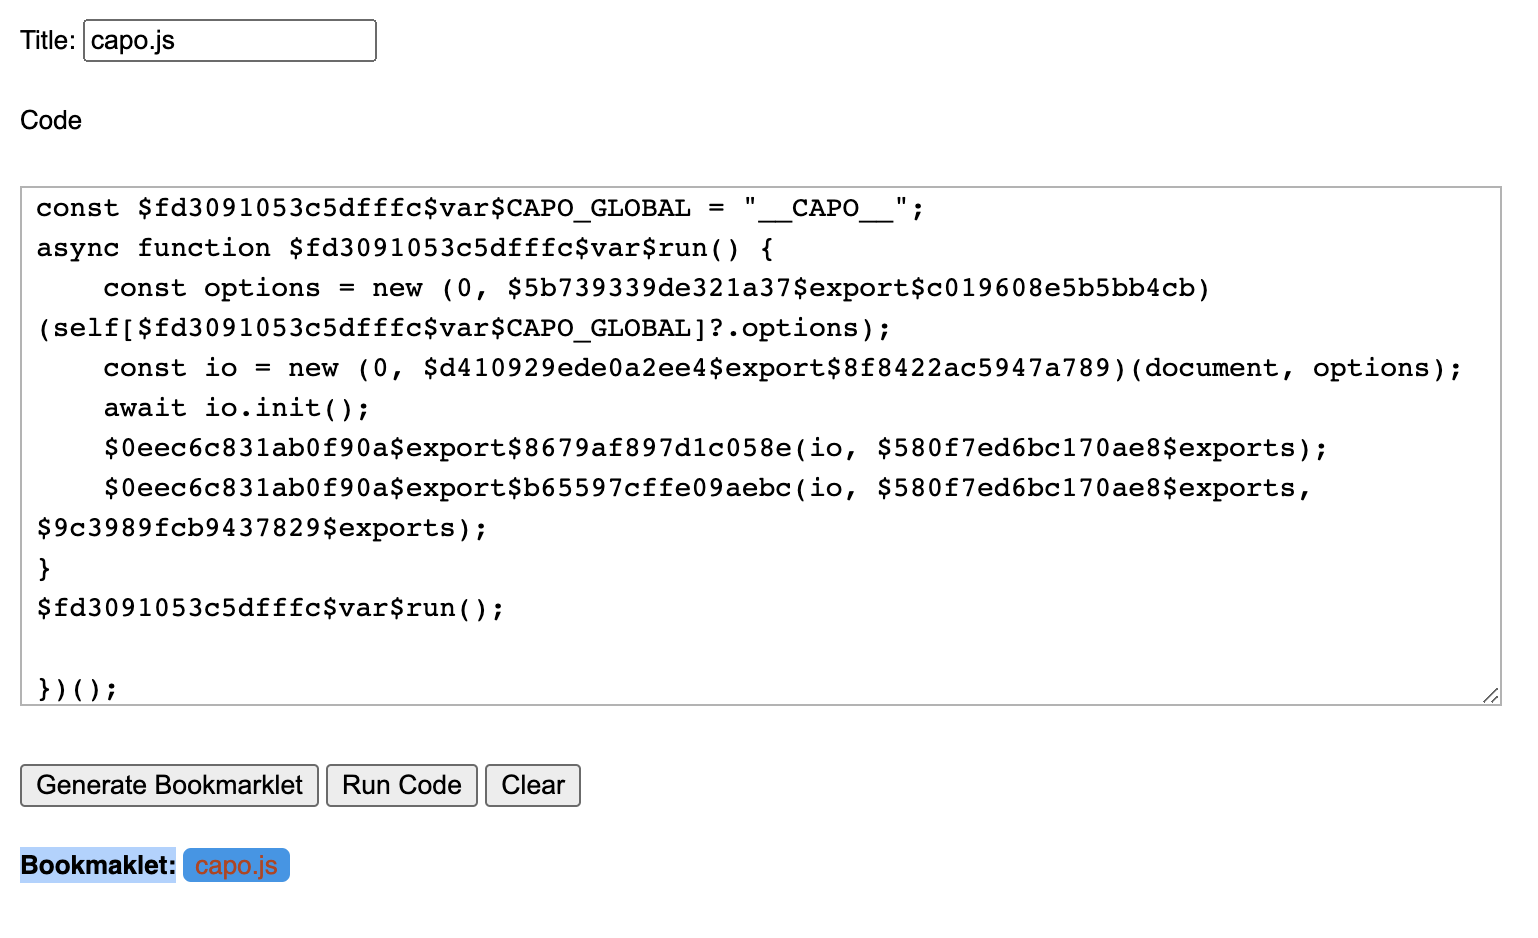 Title: capo.js
Code
const $fd3091053c5dfffc$var$CAPO_GLOBAL = "__CAPO__";
async function $fd3091053c5dfffc$var$run() {
    const options = new (0, $5b739339de321a37$export$c019608e5b5bb4cb)
(self[$fd3091053c5dfffc$var$CAPO_GLOBAL]?.options);
    const io = new (0, $d410929ede0a2ee4$export$8f8422ac5947a789)(document, options);
    await io.init();
    $0eec6c831ab0f90a$export$8679af897d1c058e(io, $580f7ed6bc170ae8$exports);
    $0eec6c831ab0f90a$export$b65597cffe09aebc(io, $580f7ed6bc170ae8$exports,
$9c3989fcb9437829$exports);
}
$fd3091053c5dfffc$var$run();
})();
Generate Bookmarklet Run Code Clear
Bookmaklet: capo.js